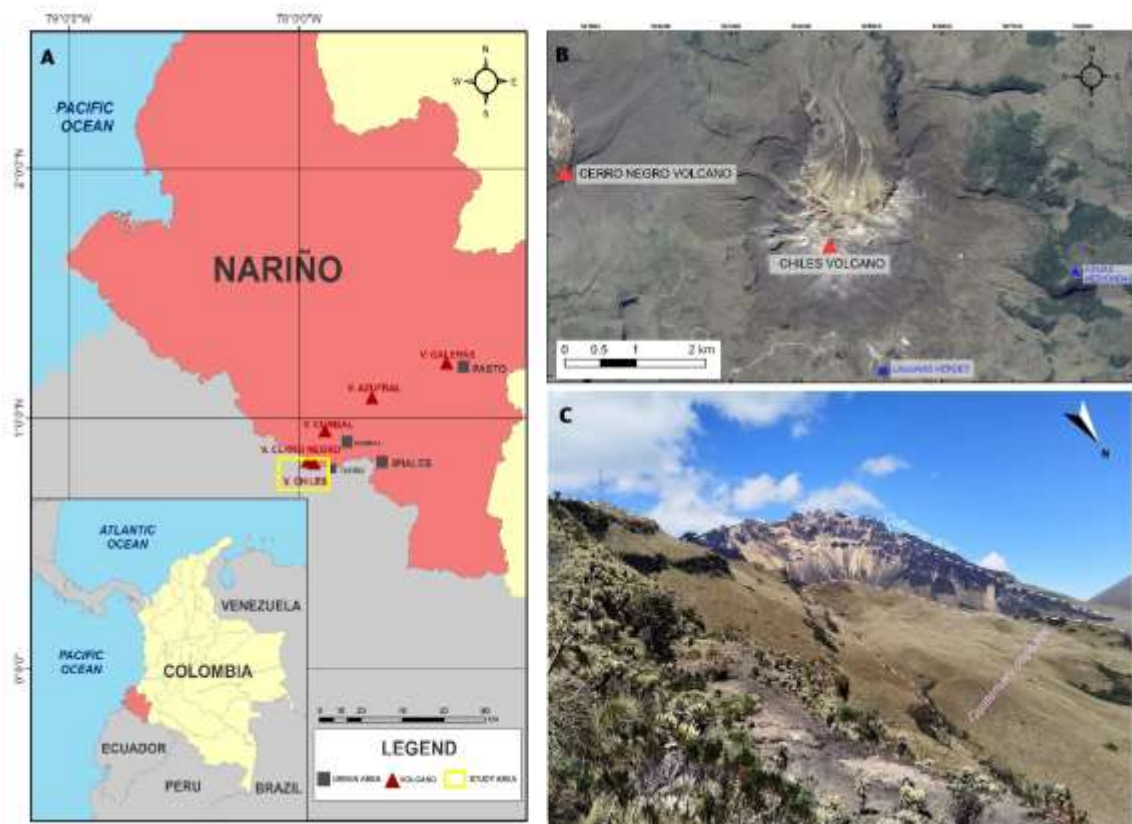 79°0'0"W
78°0'0"W
A
N
W
E
S
PACIFIC
OCEAN
2°0'0"N
NARIÑO
V. GALERAS
PASTO
V. AZUFRAL
1°0'0"N
V. CUMBAL
V. CERRO NEGRO
IPIALES
V. CHILES
ATLANTIC
OCEAN
VENEZUELA
PACIFIC
OCEAN
COLOMBIA
0°0'0"
ECUADOR
PERU
BRAZIL
LEGEND
URBAN AREA
VOLCANO
STUDY AREA
B
CERRO NEGRO VOLCANO
CHILES VOLCANO
LAGUNAS VERDES
0 0.5 1 2 km
C
N